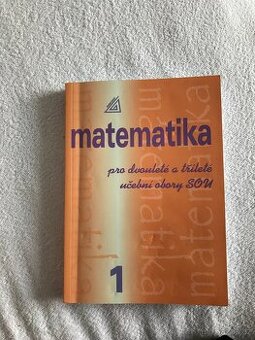 matematika
pro dvouleté a tříleté
učební obory SOU
1